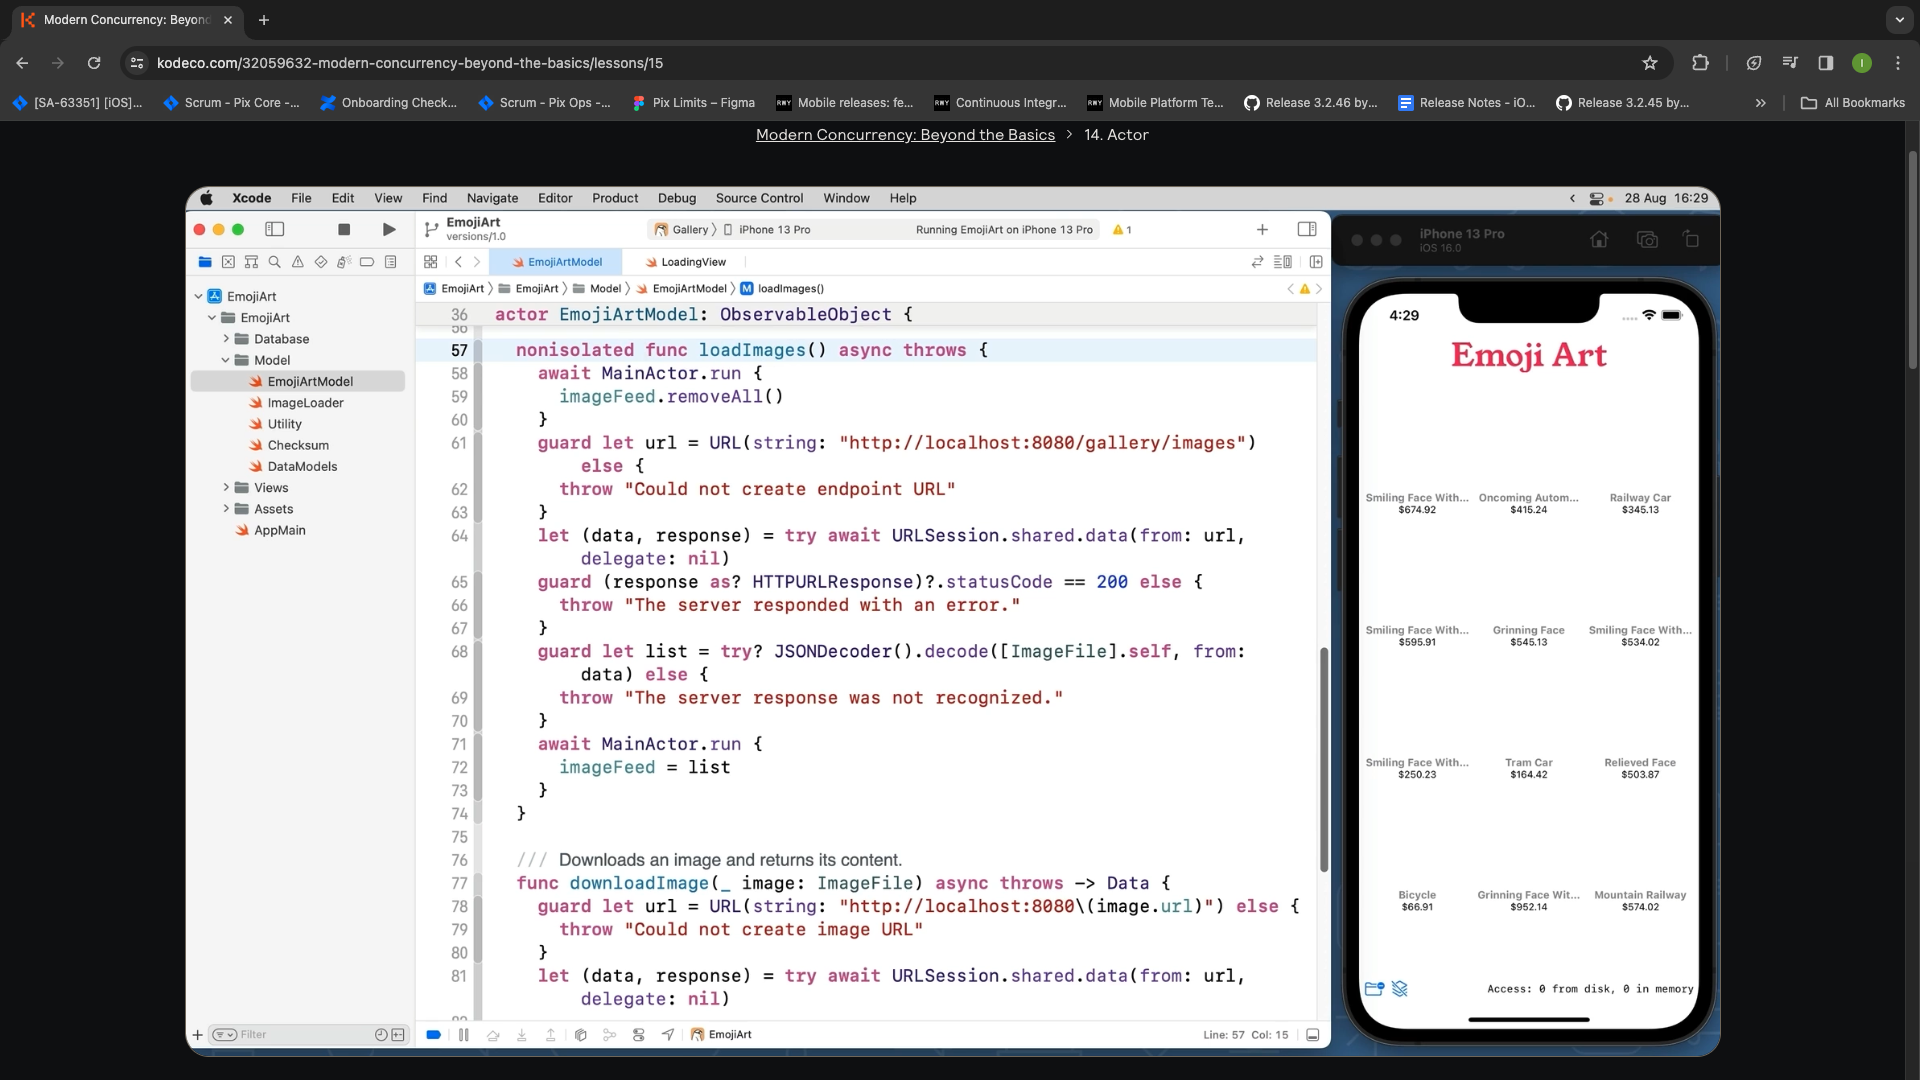 Modern Concurrency: Beyond
kodeco.com/32059632-modern-concurrency-beyond-the-basics/lessons/15
I
[SA-63351] [iOS]...
Scrum - Pix Core -...
Onboarding Check...
Scrum - Pix Ops -...
Pix Limits – Figma
Mobile releases: fe...
Continuous Integr...
Mobile Platform Te...
Release 3.2.46 by...
Release Notes - iO...
Release 3.2.45 by...
All Bookmarks
Modern Concurrency: Beyond the Basics > 14. Actor
Xcode File Edit View Find Navigate Editor Product Debug Source Control Window Help
28 Aug 16:29
EmojiArt
versions/1.0
Gallery
iPhone 13 Pro
Running EmojiArt on iPhone 13 Pro
1
EmojiArtModel
LoadingView
EmojiArt
EmojiArt
Database
Model
EmojiArtModel
ImageLoader
Utility
Checksum
DataModels
Views
Assets
AppMain
Filter
EmojiArt EmojiArt Model EmojiArtModel M loadImages()
36 actor EmojiArtModel: ObservableObject {
56
57 nonisolated func loadImages() async throws {
58 await MainActor.run {
59 imageFeed.removeAll()
60 }
61 guard let url = URL(string: "http://localhost:8080/gallery/images")
else {
62 throw "Could not create endpoint URL"
63 }
64 let (data, response) = try await URLSession.shared.data(from: url,
delegate: nil)
65 guard (response as? HTTPURLResponse)?.statusCode == 200 else {
66 throw "The server responded with an error."
67 }
68 guard let list = try? JSONDecoder().decode([ImageFile].self, from:
data) else {
69 throw "The server response was not recognized."
70 }
71 await MainActor.run {
72 imageFeed = list
73 }
74 }
75
76 /// Downloads an image and returns its content.
77 func downloadImage(_ image: ImageFile) async throws -> Data {
78 guard let url = URL(string: "http://localhost:8080\(image.url)") else {
79 throw "Could not create image URL"
80 }
81 let (data, response) = try await URLSession.shared.data(from: url,
delegate: nil)
EmojiArt
Line: 57 Col: 15
iPhone 13 Pro
iOS 16.0
4:29
Emoji Art
Smiling Face With... Oncoming Autom... Railway Car
$674.92 $415.24 $345.13
Smiling Face With... Grinning Face Smiling Face With...
$595.91 $545.13 $534.02
Smiling Face With... Tram Car Relieved Face
$250.23 $164.42 $503.87
Bicycle Grinning Face Wit... Mountain Railway
$66.91 $952.14 $574.02
Access: 0 from disk, 0 in memory